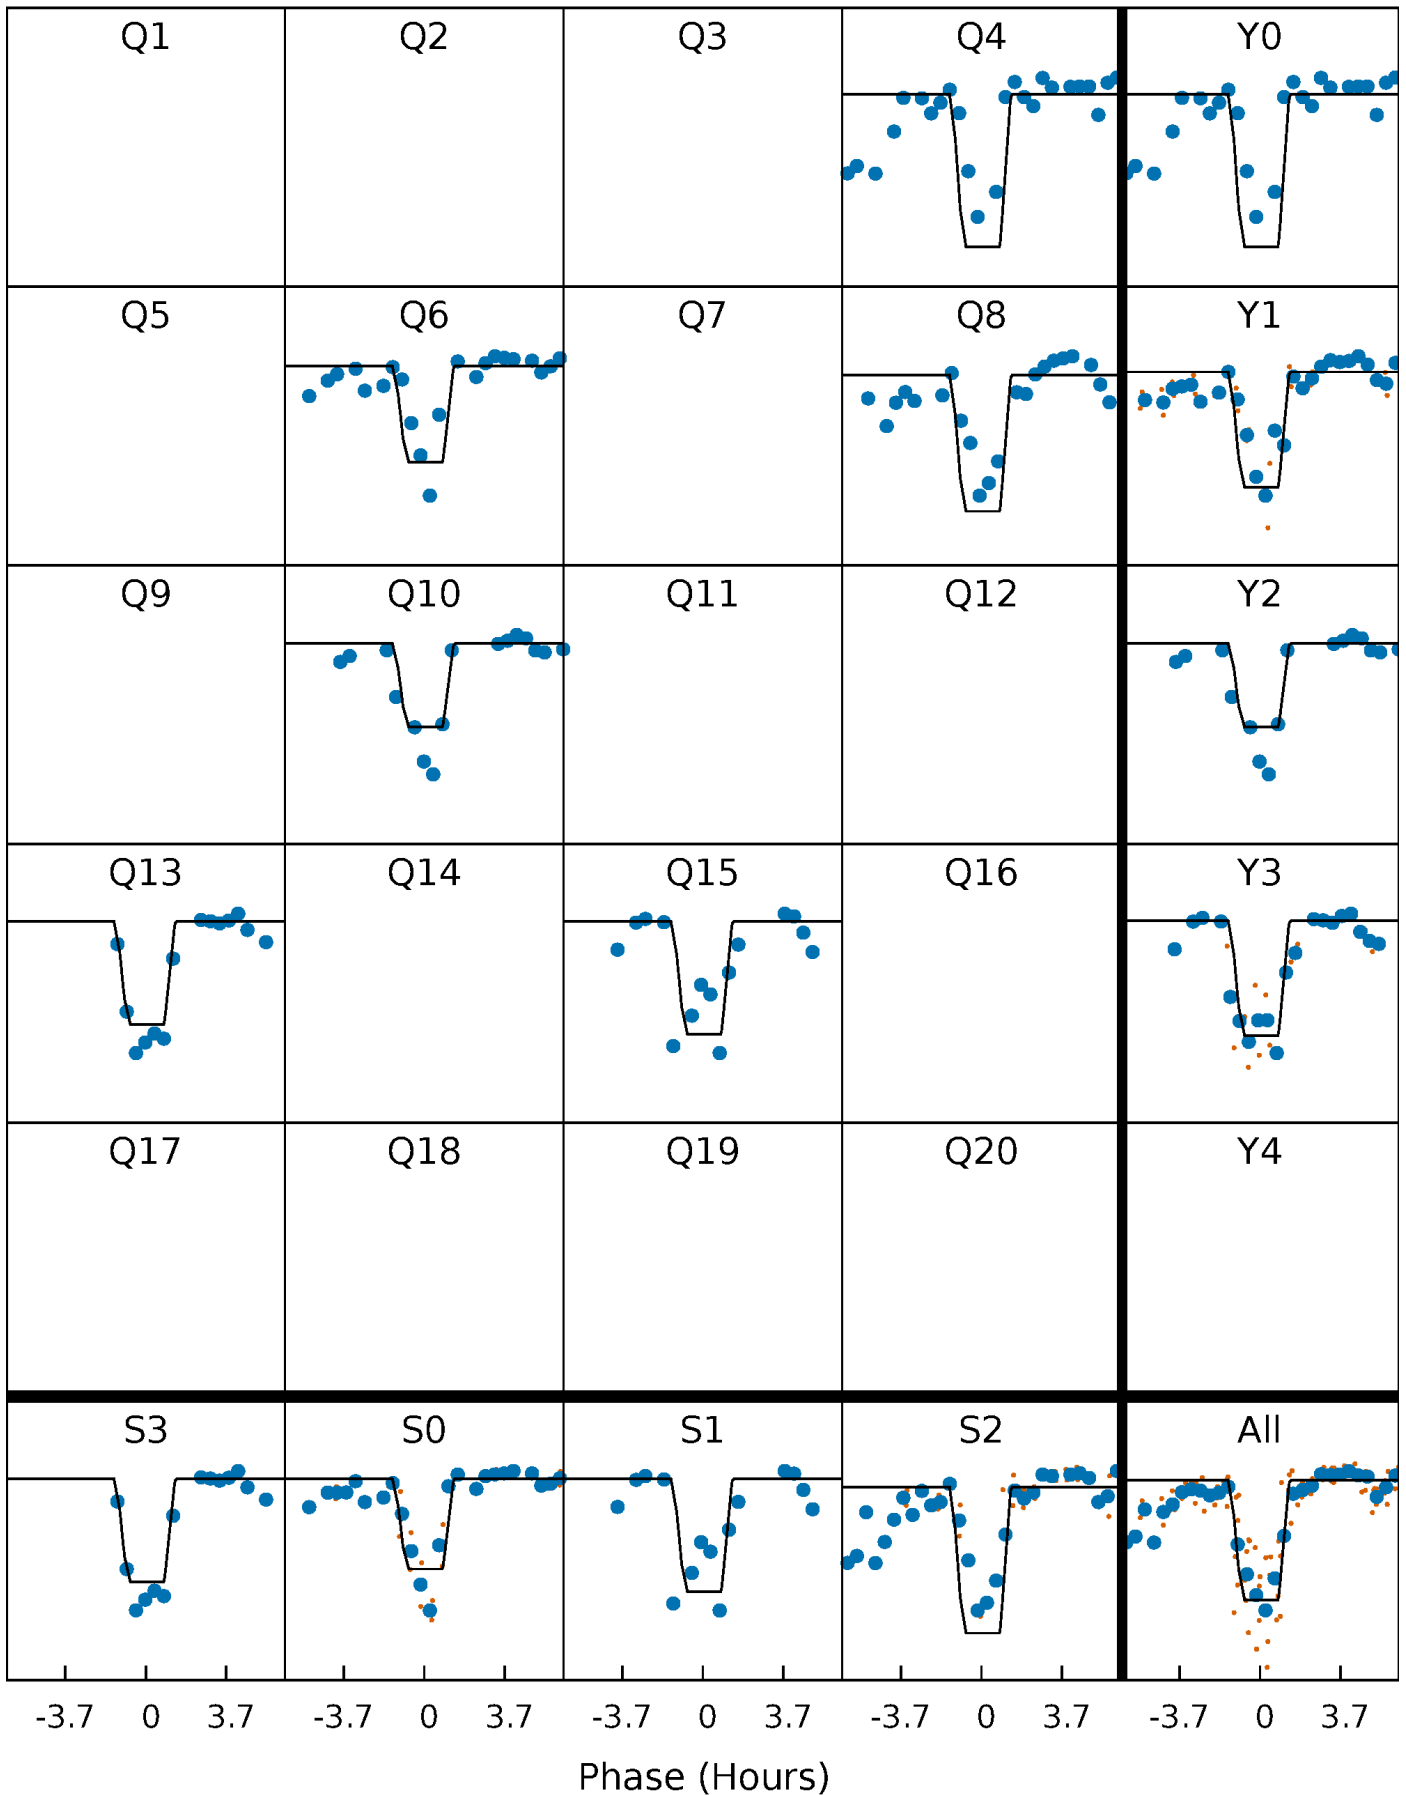 Q1 Q2 Q3 Q4 Y0
Q5 Q6 Q7 Q8 Y1
Q9 Q10 Q11 Q12 Y2
Q13 Q14 Q15 Q16 Y3
Q17 Q18 Q19 Q20 Y4
S3 S0 S1 S2 All
-3.7 0 3.7 -3.7 0 3.7 -3.7 0 3.7 -3.7 0 3.7 -3.7 0 3.7
Phase (Hours)